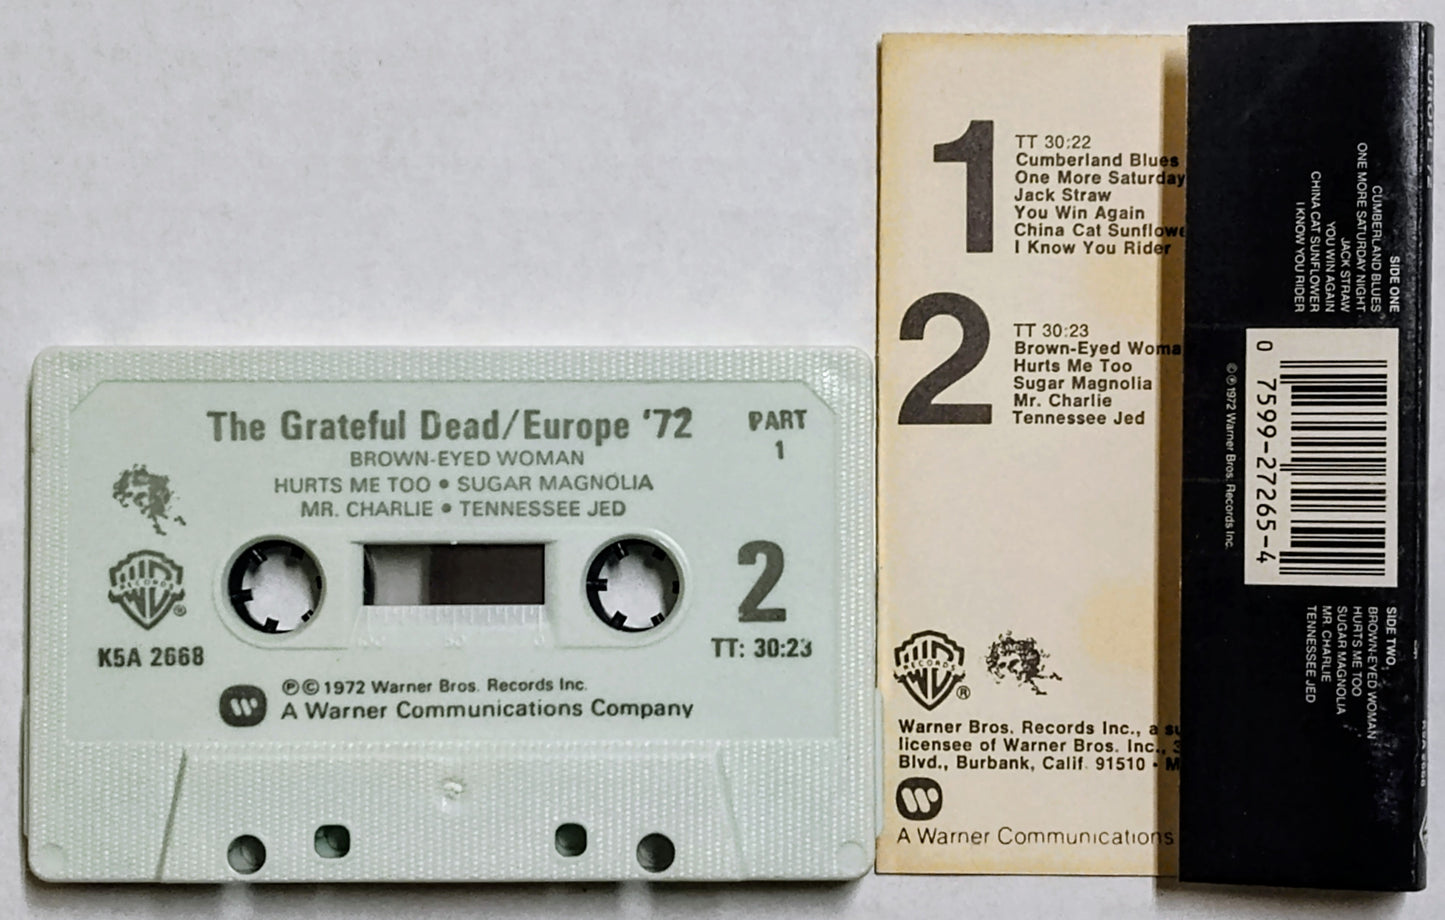 The Grateful Dead/Europe '72
PART
1
BROWN-EYED WOMAN
HURTS ME TOO • SUGAR MAGNOLIA
MR. CHARLIE • TENNESSEE JED
RECORDS
®
K5A 2668
2
TT: 30:23
℗© 1972 Warner Bros. Records Inc.
A Warner Communications Company
1
TT 30:22
Cumberland Blues
One More Saturday
Jack Straw
You Win Again
China Cat Sunflowe
I Know You Rider
2
TT 30:23
Brown-Eyed Woma
Hurts Me Too
Sugar Magnolia
Mr. Charlie
Tennessee Jed
RECORDS
®
Warner Bros. Records Inc., a su
licensee of Warner Bros. Inc., 3
Blvd., Burbank, Calif. 91510 • M
A Warner Communications
SIDE ONE
CUMBERLAND BLUES
ONE MORE SATURDAY NIGHT
JACK STRAW
YOU WIN AGAIN
CHINA CAT SUNFLOWER
I KNOW YOU RIDER
0 7599-27265-4
©℗ 1972 Warner Bros. Records Inc.
SIDE TWO
BROWN-EYED WOMAN
HURTS ME TOO
SUGAR MAGNOLIA
MR. CHARLIE
TENNESSEE JED
EUROPE '72
K5A 2668